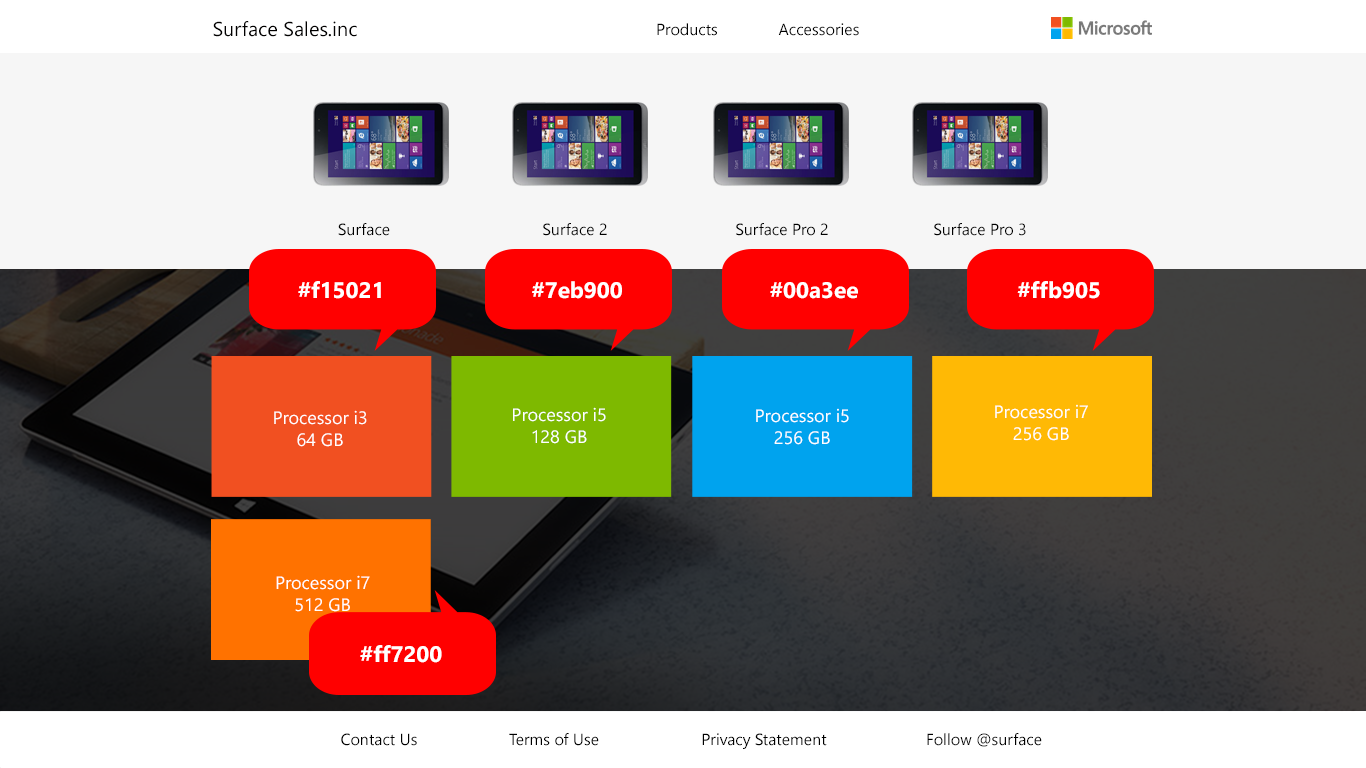 Surface Sales.inc
Products
Accessories
Microsoft
Surface
Surface 2
Surface Pro 2
Surface Pro 3
#f15021
#7eb900
#00a3ee
#ffb905
Processor i3
64 GB
Processor i5
128 GB
Processor i5
256 GB
Processor i7
256 GB
Processor i7
512 GB
#ff7200
Contact Us
Terms of Use
Privacy Statement
Follow @surface